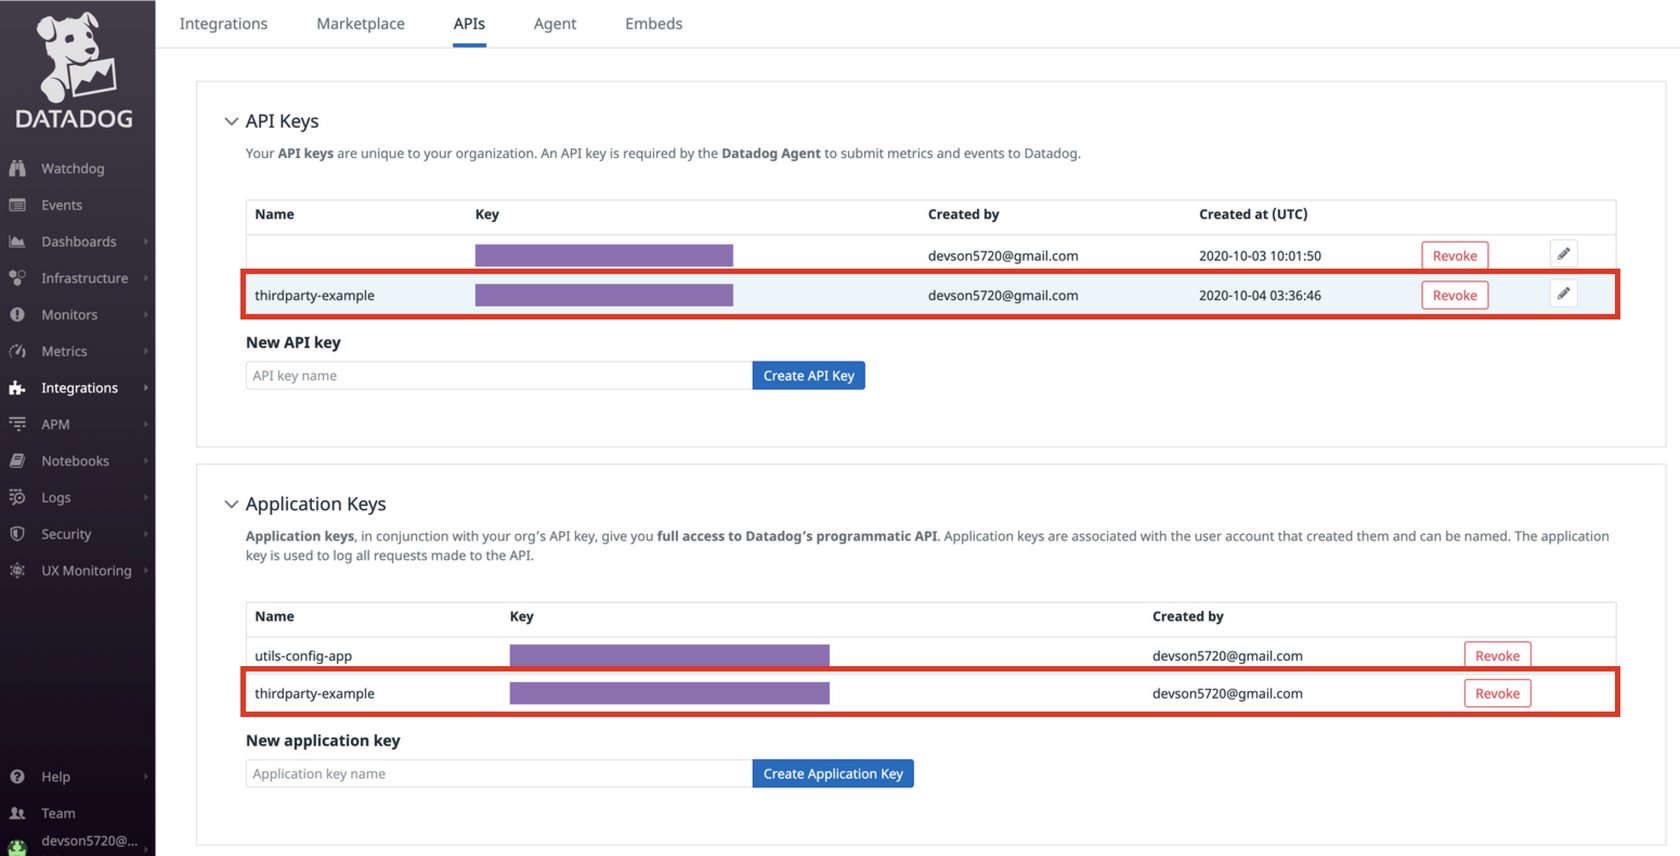 DATADOG
Watchdog
Events
Dashboards
Infrastructure
Monitors
Metrics
Integrations
APM
Notebooks
Logs
Security
UX Monitoring
Help
Team
devson5720@...
Integrations Marketplace APIs Agent Embeds
API Keys
Your API keys are unique to your organization. An API key is required by the Datadog Agent to submit metrics and events to Datadog.
Name Key Created by Created at (UTC)
devson5720@gmail.com 2020-10-03 10:01:50 Revoke
thirdparty-example devson5720@gmail.com 2020-10-04 03:36:46 Revoke
New API key
API key name Create API Key
Application Keys
Application keys, in conjunction with your org's API key, give you full access to Datadog's programmatic API. Application keys are associated with the user account that created them and can be named. The application
key is used to log all requests made to the API.
Name Key Created by
utils-config-app devson5720@gmail.com Revoke
thirdparty-example devson5720@gmail.com Revoke
New application key
Application key name Create Application Key